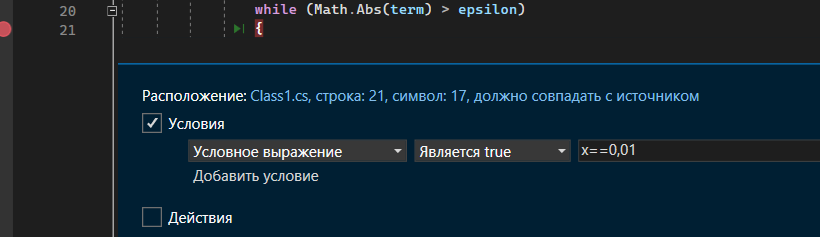 20 while (Math.Abs(term) > epsilon)
21 {
Расположение: Class1.cs, строка: 21, символ: 17, должно совпадать с источником
Условия
Условное выражение Является true x==0,01
Добавить условие
Действия